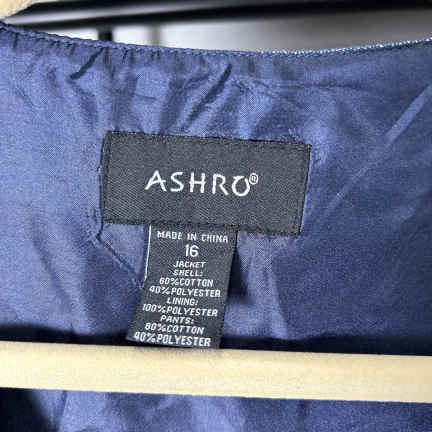 ASHRO®
MADE IN CHINA
16
JACKET
SHELL:
60%COTTON
40%POLYESTER
LINING:
100%POLYESTER
PANTS:
60%COTTON
40%POLYESTER